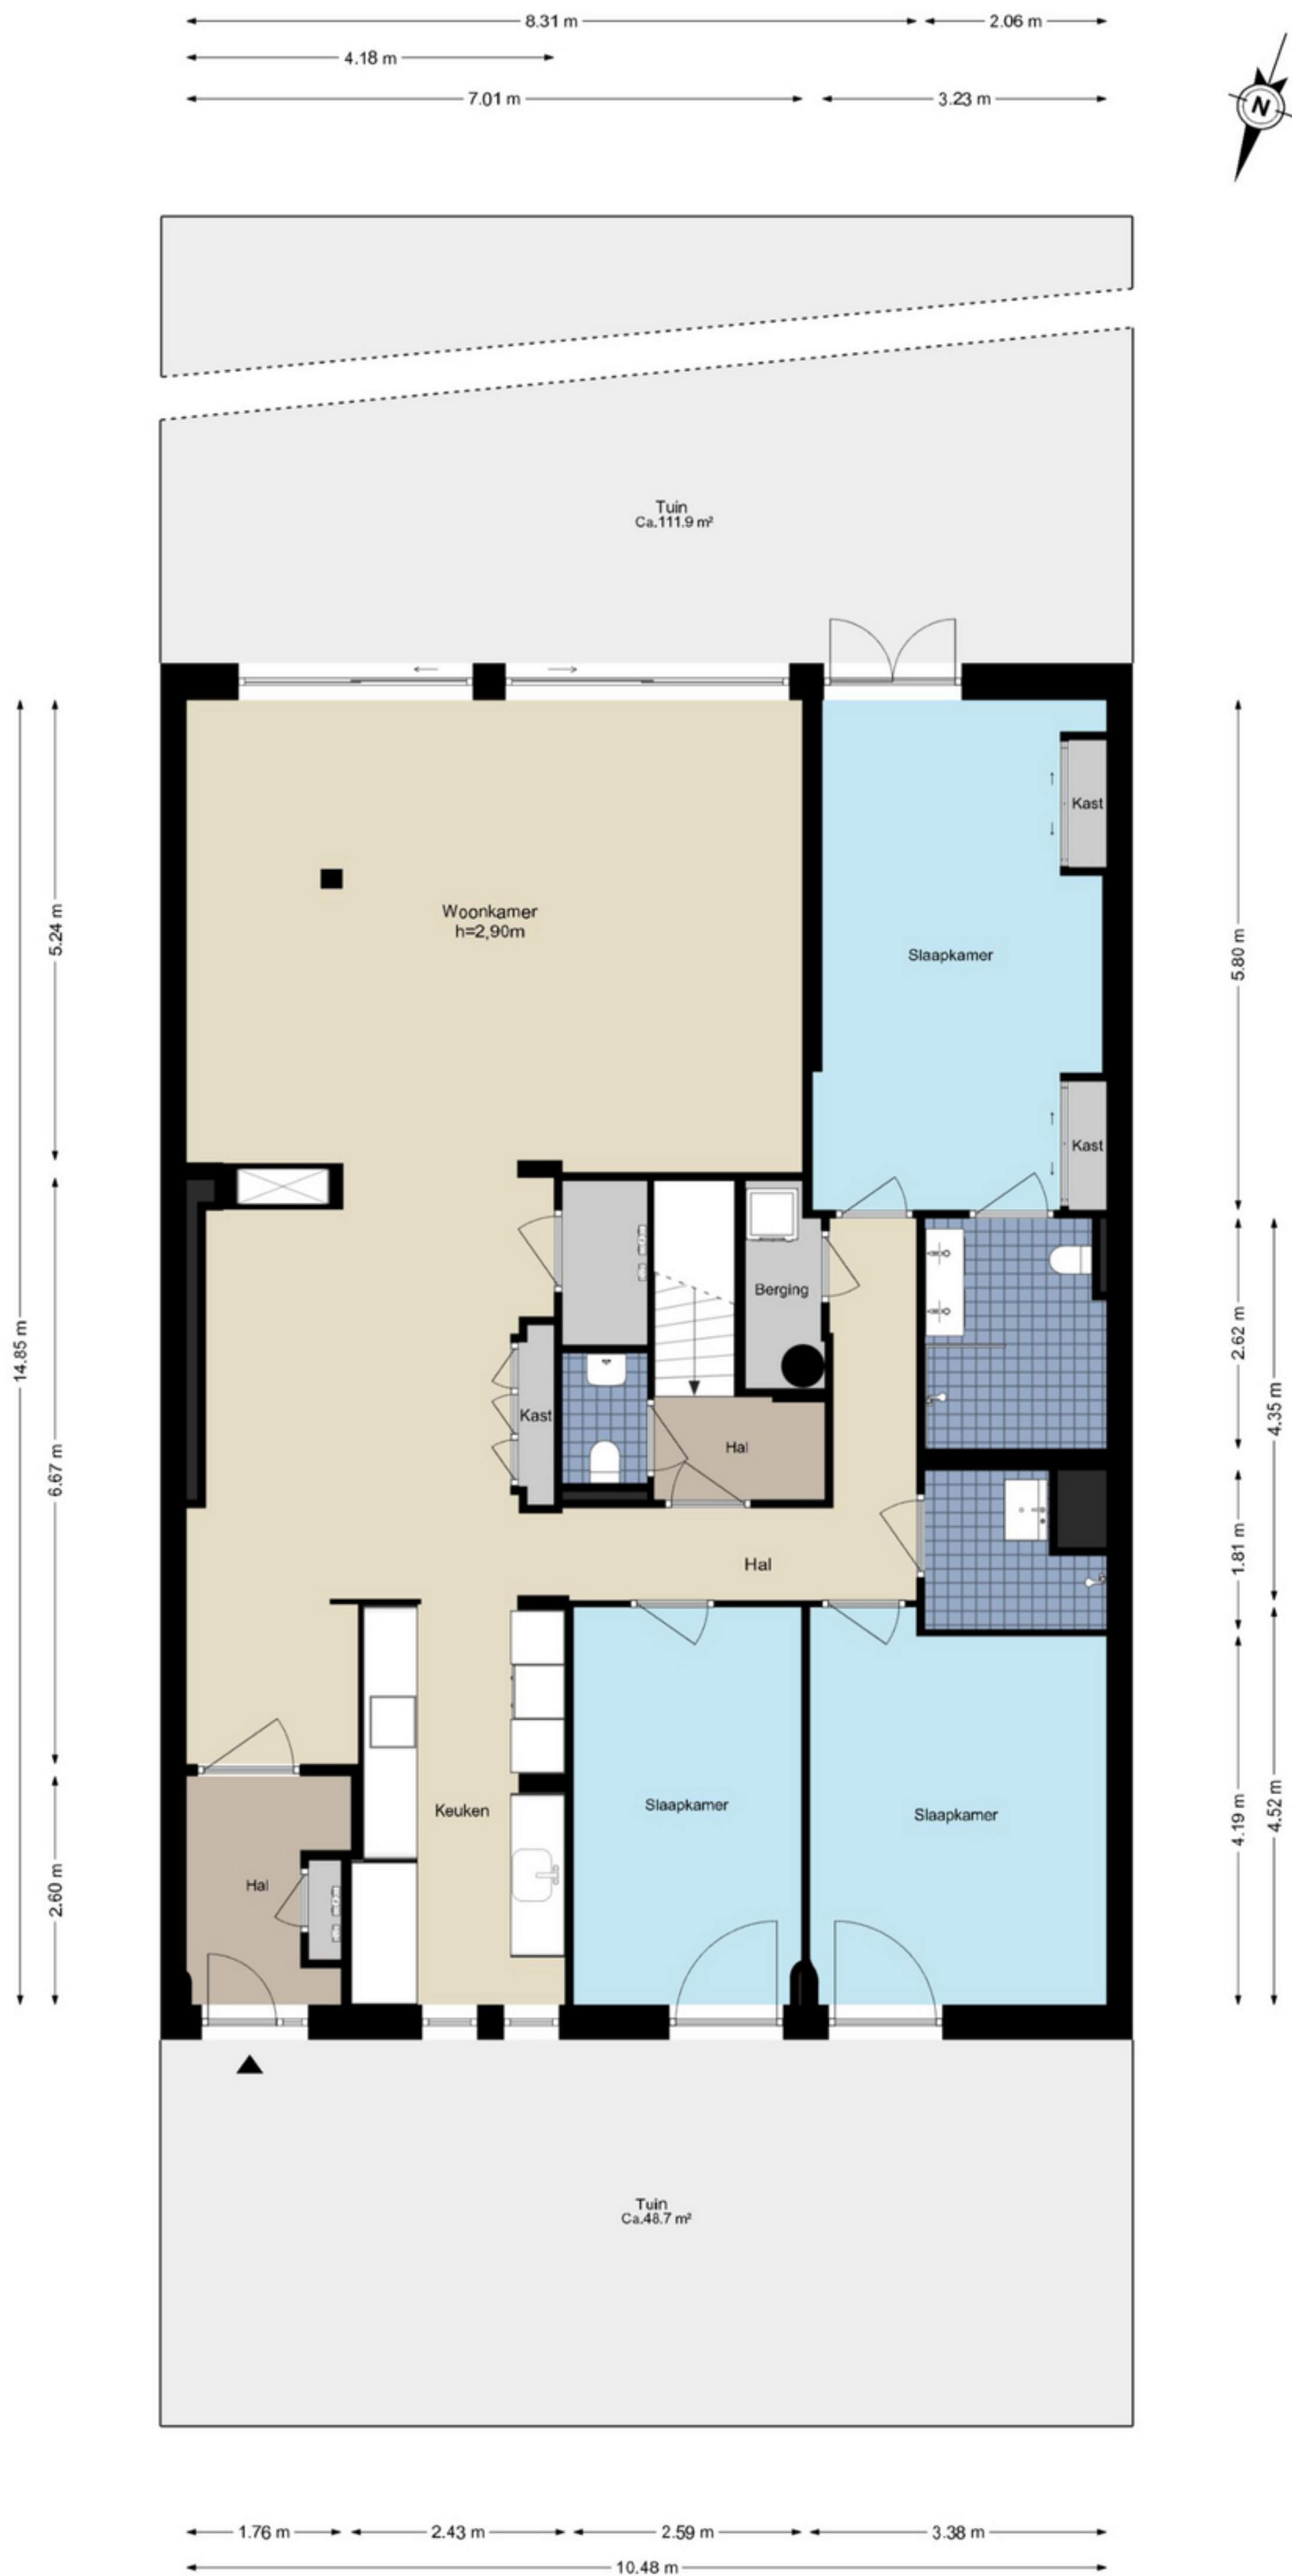 8.31 m
2.06 m
4.18 m
7.01 m
3.23 m
N
Tuin
Ca.111.9 m²
Kast
Woonkamer
h=2,90m
Slaapkamer
5.24 m
5.80 m
Kast
Berging
14.85 m
2.62 m
4.35 m
Kast
Hal
6.67 m
1.81 m
Hal
Slaapkamer
Keuken
Slaapkamer
4.19 m
4.52 m
Hal
2.60 m
Tuin
Ca.48.7 m²
1.76 m
2.43 m
2.59 m
3.38 m
10.48 m